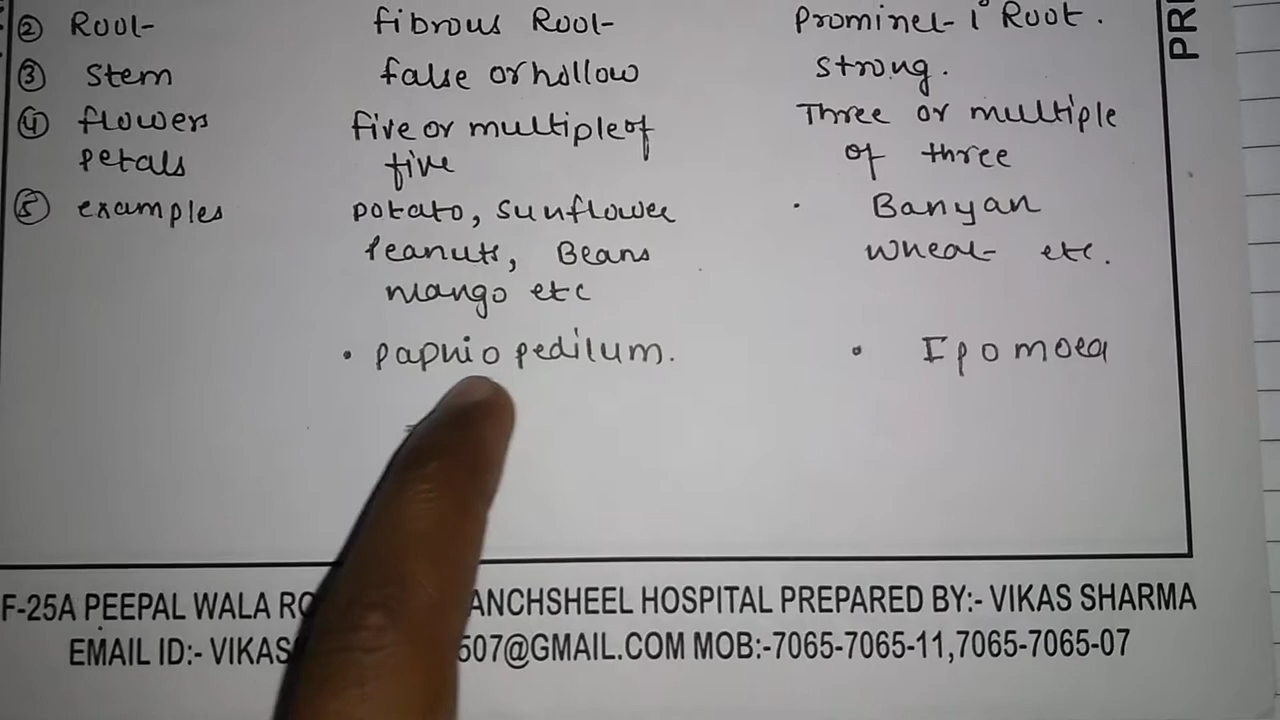 ② Root fibrous Root Prominet 1° Root.
③ Stem false or hollow strong.
④ flowers petals five or multiple of five Three or multiple of three
⑤ examples potato, sunflower Banyan
Peanuts, Beans wheat etc.
mango etc
• paphiopedilum. • Ipomoea
F-25A PEEPAL WALA ANCHSHEEL HOSPITAL PREPARED BY:- VIKAS SHARMA
EMAIL ID:- VIKAS 507@GMAIL.COM MOB:-7065-7065-11,7065-7065-07